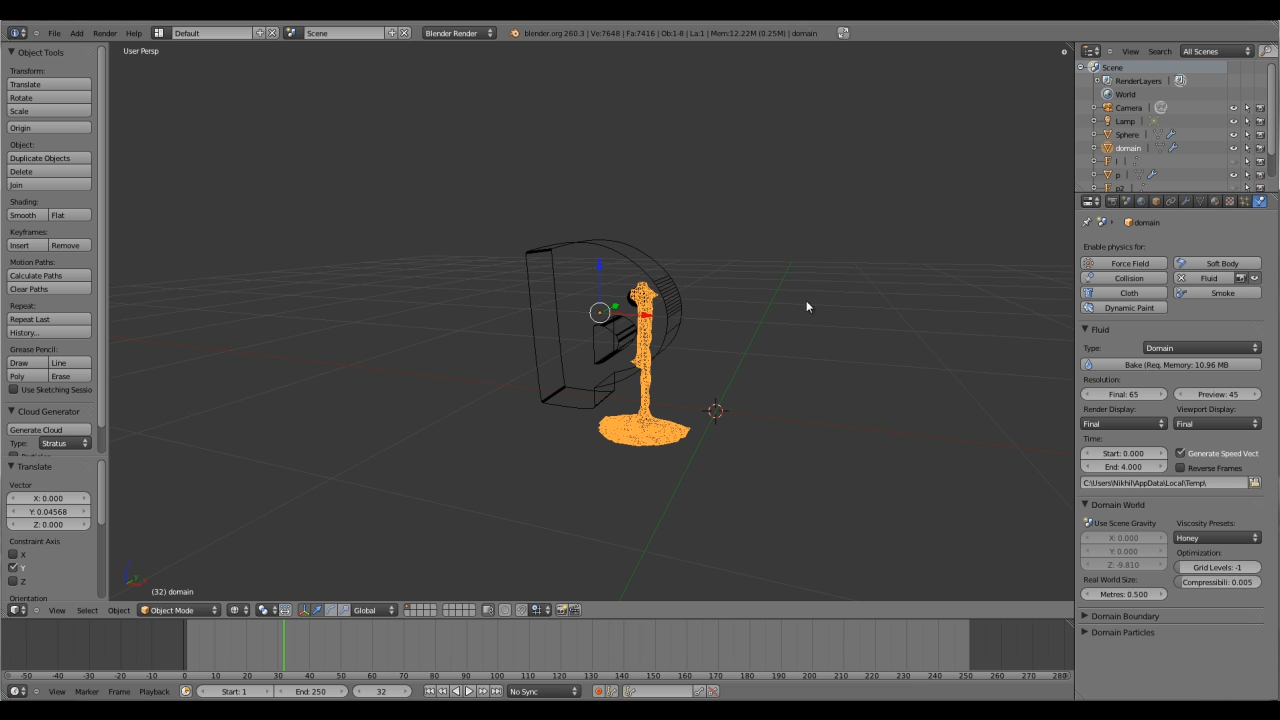 File Add Render Help Default Scene Blender Render blender.org 260.3 | Ve:7648 | Fa:7416 | Ob:1-8 | La:1 | Mem:12.22M (0.25M) | domain
Object Tools
Transform:
Translate
Rotate
Scale
Origin
Object:
Duplicate Objects
Delete
Join
Shading:
Smooth Flat
Keyframes:
Insert Remove
Motion Paths:
Calculate Paths
Clear Paths
Repeat:
Repeat Last
History...
Grease Pencil:
Draw Line
Poly Erase
Use Sketching Sessio
Cloud Generator
Generate Cloud
Type: Stratus
Translate
Vector
X: 0.000
Y: 0.04568
Z: 0.000
Constraint Axis
X
Y
Z
Orientation
User Persp
(32) domain
View Select Object Object Mode Global
-50 -40 -30 -20 -10 0 10 20 30 40 50 60 70 80 90 100 110 120 130 140 150 160 170 180 190 200 210 220 230 240 250 260 270 280
View Marker Frame Playback Start: 1 End: 250 32 No Sync
View Search All Scenes
Scene
RenderLayers |
World
Camera |
Lamp |
Sphere |
domain |
l |
p |
p2 |
domain
Enable physics for:
Force Field Soft Body
Collision Fluid
Cloth Smoke
Dynamic Paint
Fluid
Type: Domain
Bake (Req. Memory: 10.96 MB
Resolution:
Final: 65 Preview: 45
Render Display: Viewport Display:
Final Final
Time:
Start: 0.000 Generate Speed Vect
End: 4.000 Reverse Frames
C:\Users\Nikhil\AppData\Local\Temp\
Domain World
Use Scene Gravity Viscosity Presets:
X: 0.000 Honey
Y: 0.000 Optimization:
Z: -9.810 Grid Levels: -1
Real World Size: Compressibili: 0.005
Metres: 0.500
Domain Boundary
Domain Particles